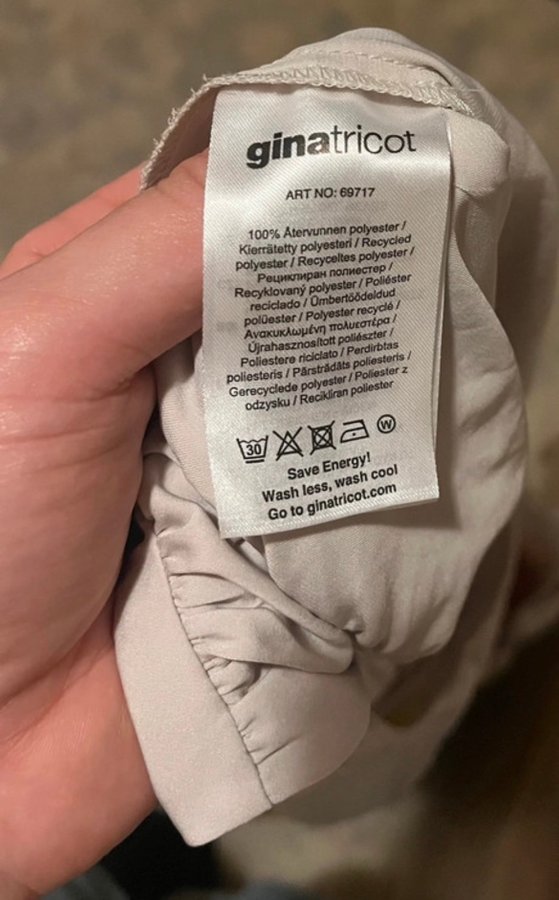 ginatricot
ART NO: 69717
100% Återvunnen polyester /
Kierrätetty polyesteri / Recycled
polyester / Recyceltes polyester /
Рециклиран полиестер /
Recyklovaný polyester / Poliéster
reciclado / Ümbertöödeldud
polüester / Polyester recyclé /
Ανακυκλωμένη πολυεστέρα /
Újrahasznosított poliészter /
Poliestere riciclato / Perdirbtas
poliesteris / Pārstrādāts poliesteris /
Gerecyclede polyester / Poliester z
odzysku / Recikliran poliester
30 W
Save Energy!
Wash less, wash cool
Go to ginatricot.com